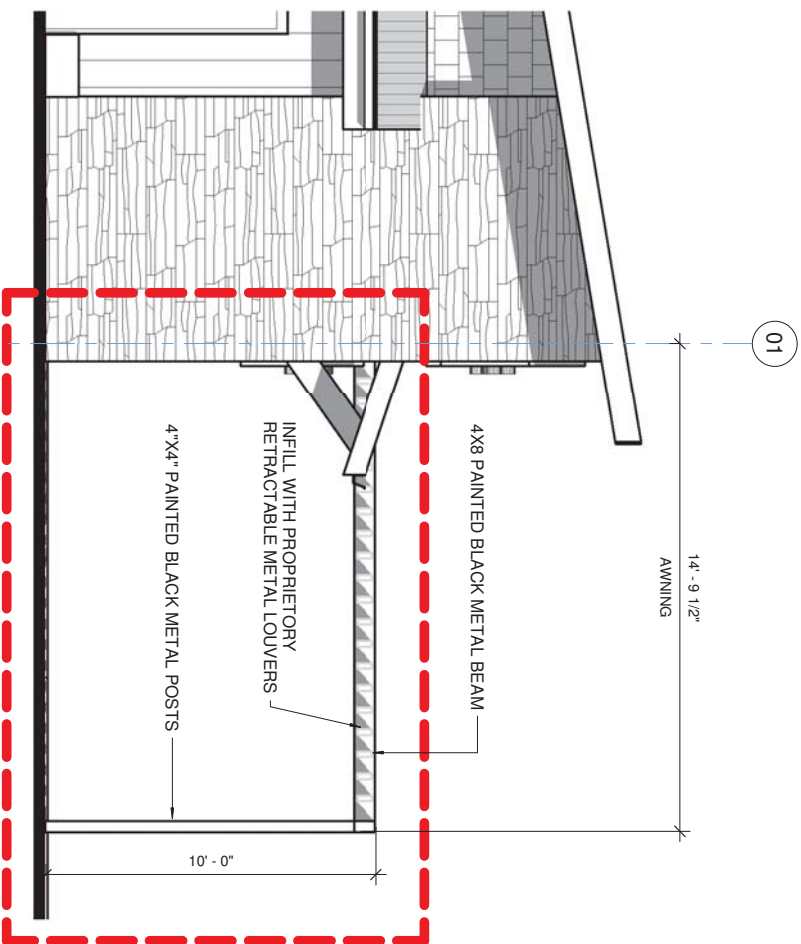 01
14' - 9 1/2"
AWNING
4X8 PAINTED BLACK METAL BEAM
INFILL WITH PROPRIETORY
RETRACTABLE METAL LOUVERS
4"X4" PAINTED BLACK METAL POSTS
10' - 0"